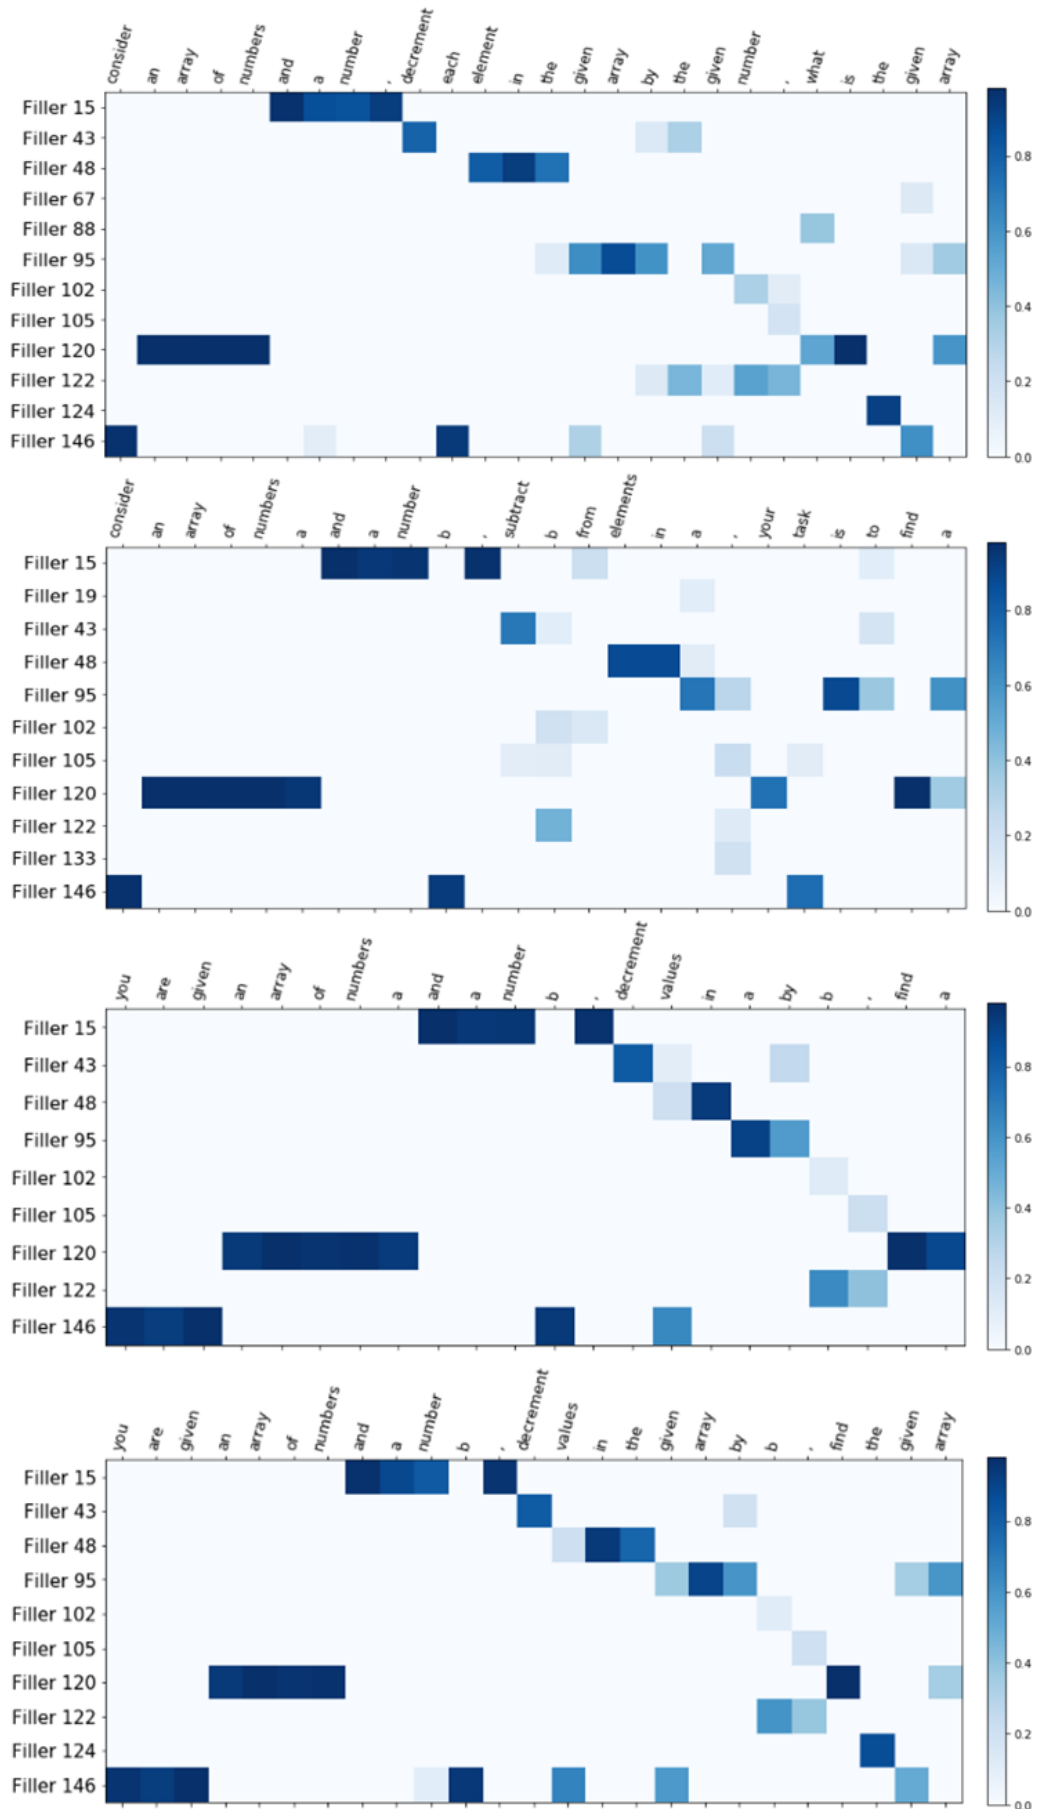 consider an array of numbers and a number , decrement each element in the given array by the given number , what is the given array
Filler 15
Filler 43
Filler 48
Filler 67
Filler 88
Filler 95
Filler 102
Filler 105
Filler 120
Filler 122
Filler 124
Filler 146
0.8
0.6
0.4
0.2
0.0
consider an array of numbers a and a number b , subtract b from elements in a , your task is to find a
Filler 15
Filler 19
Filler 43
Filler 48
Filler 95
Filler 102
Filler 105
Filler 120
Filler 122
Filler 133
Filler 146
0.8
0.6
0.4
0.2
0.0
you are given an array of numbers a and a number b , decrement values in a by b , find a
Filler 15
Filler 43
Filler 48
Filler 95
Filler 102
Filler 105
Filler 120
Filler 122
Filler 146
0.8
0.6
0.4
0.2
0.0
you are given an array of numbers and a number b , decrement values in the given array by b , find the given array
Filler 15
Filler 43
Filler 48
Filler 95
Filler 102
Filler 105
Filler 120
Filler 122
Filler 124
Filler 146
0.8
0.6
0.4
0.2
0.0